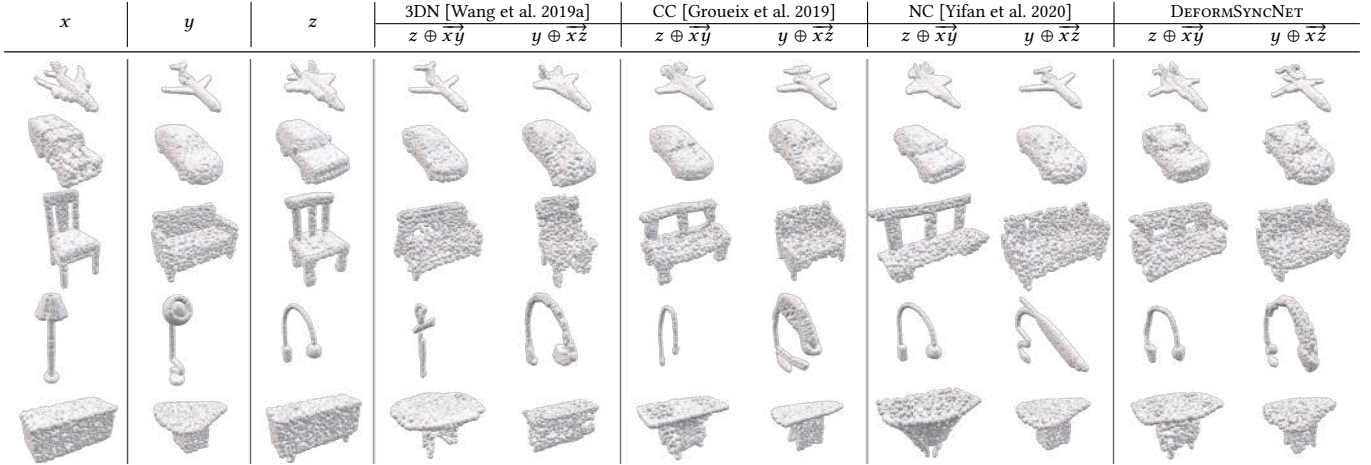 x y z 3DN [Wang et al. 2019a] CC [Groueix et al. 2019] NC [Yifan et al. 2020] DEFORMSYNCNET
z ⊕ x⃗y⃗ y ⊕ x⃗z⃗ z ⊕ x⃗y⃗ y ⊕ x⃗z⃗ z ⊕ x⃗y⃗ y ⊕ x⃗z⃗ z ⊕ x⃗y⃗ y ⊕ x⃗z⃗